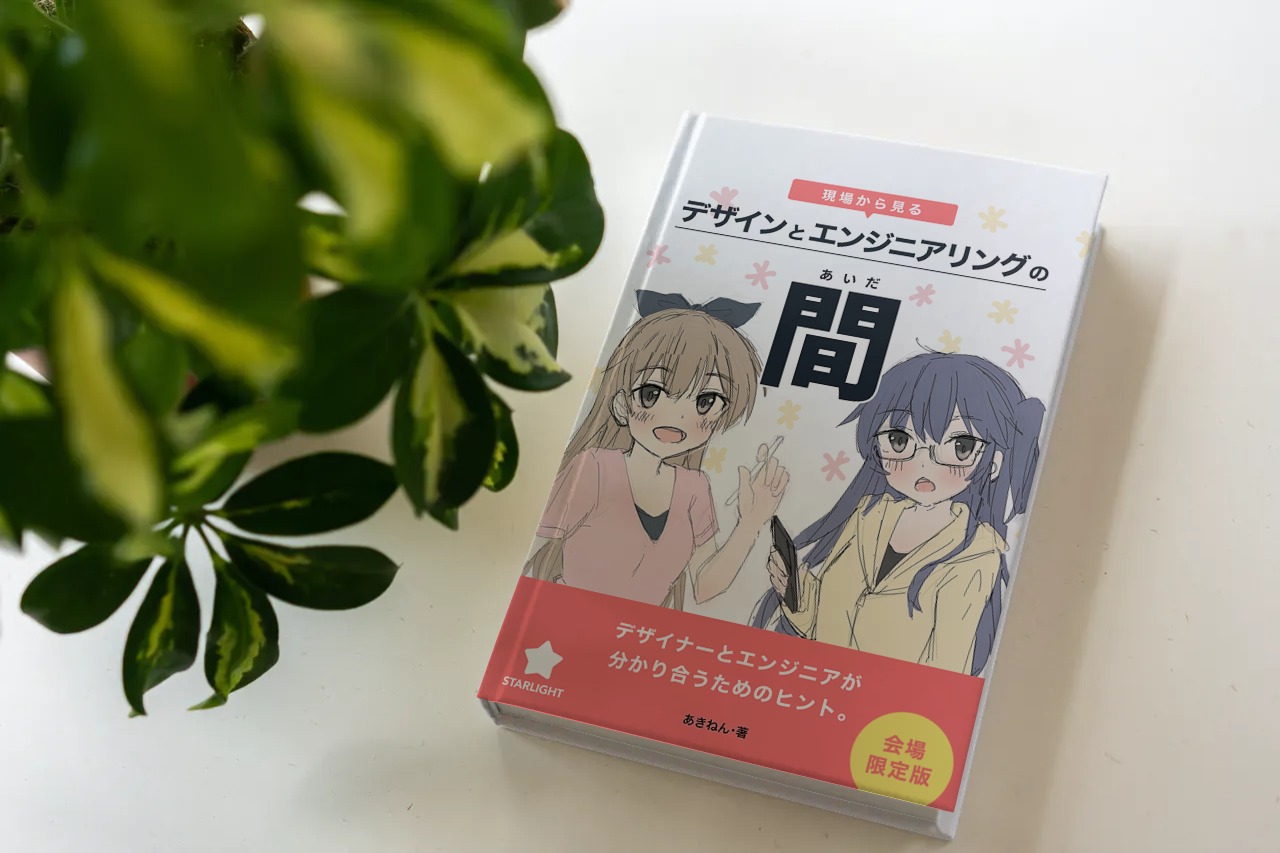 現場から見る
デザインとエンジニアリングの
あいだ
間
デザイナーとエンジニアが
分かり合うためのヒント。
STARLIGHT
あきねん・著
会場
限定版